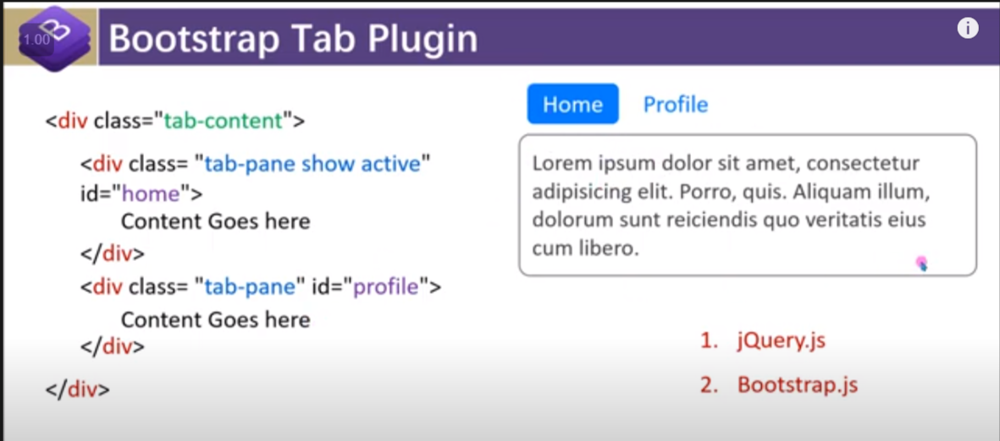 1.00
Bootstrap Tab Plugin
<div class="tab-content">
<div class= "tab-pane show active"
id="home">
Content Goes here
</div>
<div class= "tab-pane" id="profile">
Content Goes here
</div>
</div>
Home Profile
Lorem ipsum dolor sit amet, consectetur
adipisicing elit. Porro, quis. Aliquam illum,
dolorum sunt reiciendis quo veritatis eius
cum libero.
1. jQuery.js
2. Bootstrap.js